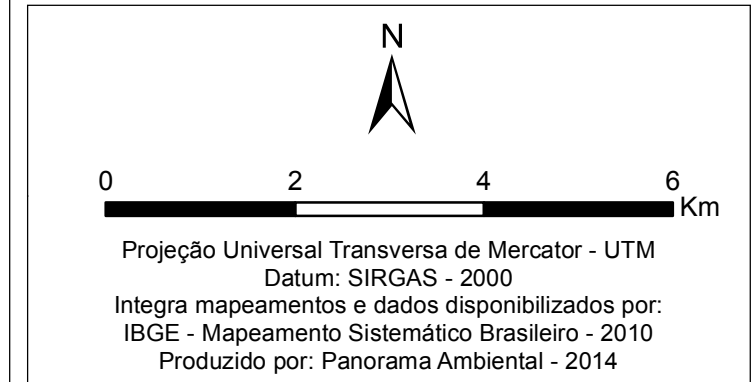 N
0 2 4 6
Km
Projeção Universal Transversa de Mercator - UTM
Datum: SIRGAS - 2000
Integra mapeamentos e dados disponibilizados por:
IBGE - Mapeamento Sistemático Brasileiro - 2010
Produzido por: Panorama Ambiental - 2014